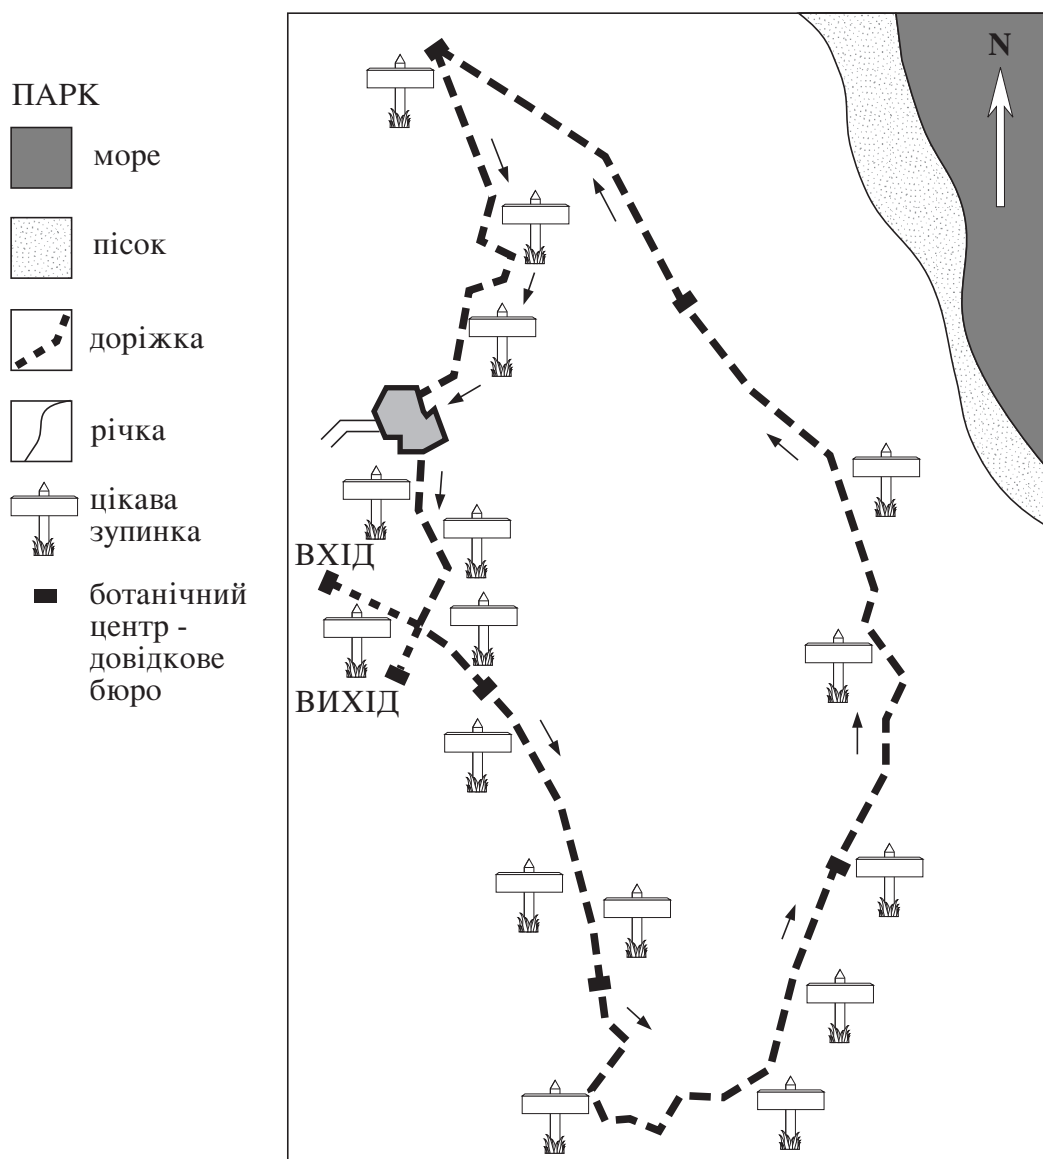 ПАРК
море
пісок
доріжка
річка
цікава
зупинка
ботанічний
центр -
довідкове
бюро
N
ВХІД
ВИХІД